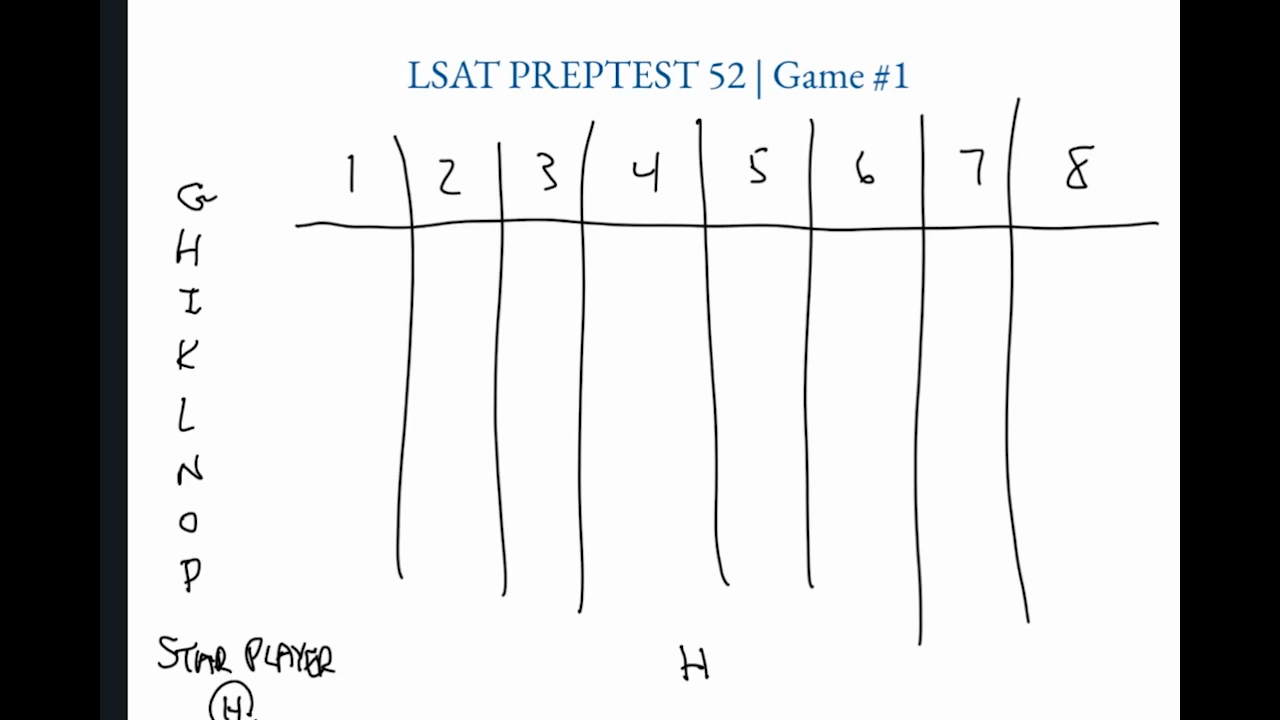 LSAT PREPTEST 52 | Game #1
1 2 3 4 5 6 7 8
G
H
I
K
L
N
O
P
STAR PLAYER
H
H